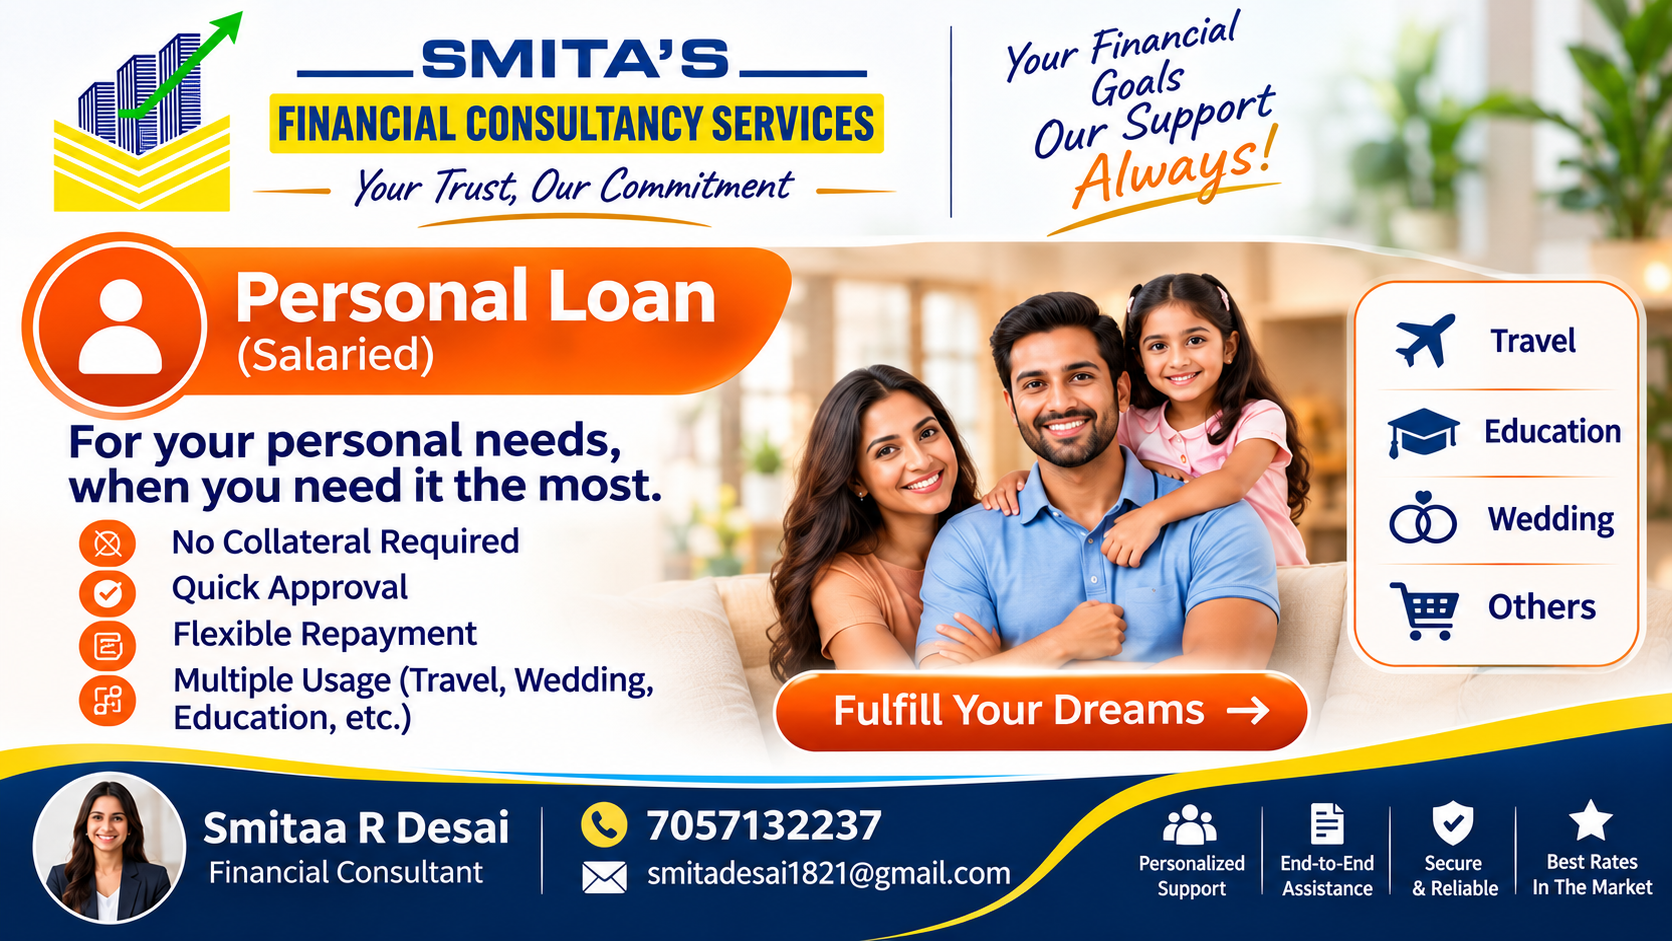 SMITA'S
FINANCIAL CONSULTANCY SERVICES
Your Trust, Our Commitment
Your Financial
Goals
Our Support
Always!
Personal Loan
(Salaried)
For your personal needs,
when you need it the most.
No Collateral Required
Quick Approval
Flexible Repayment
Multiple Usage (Travel, Wedding,
Education, etc.)
Travel
Education
Wedding
Others
Fulfill Your Dreams
Smitaa R Desai
Financial Consultant
7057132237
smitadesai1821@gmail.com
Personalized
Support
End-to-End
Assistance
Secure
& Reliable
Best Rates
In The Market